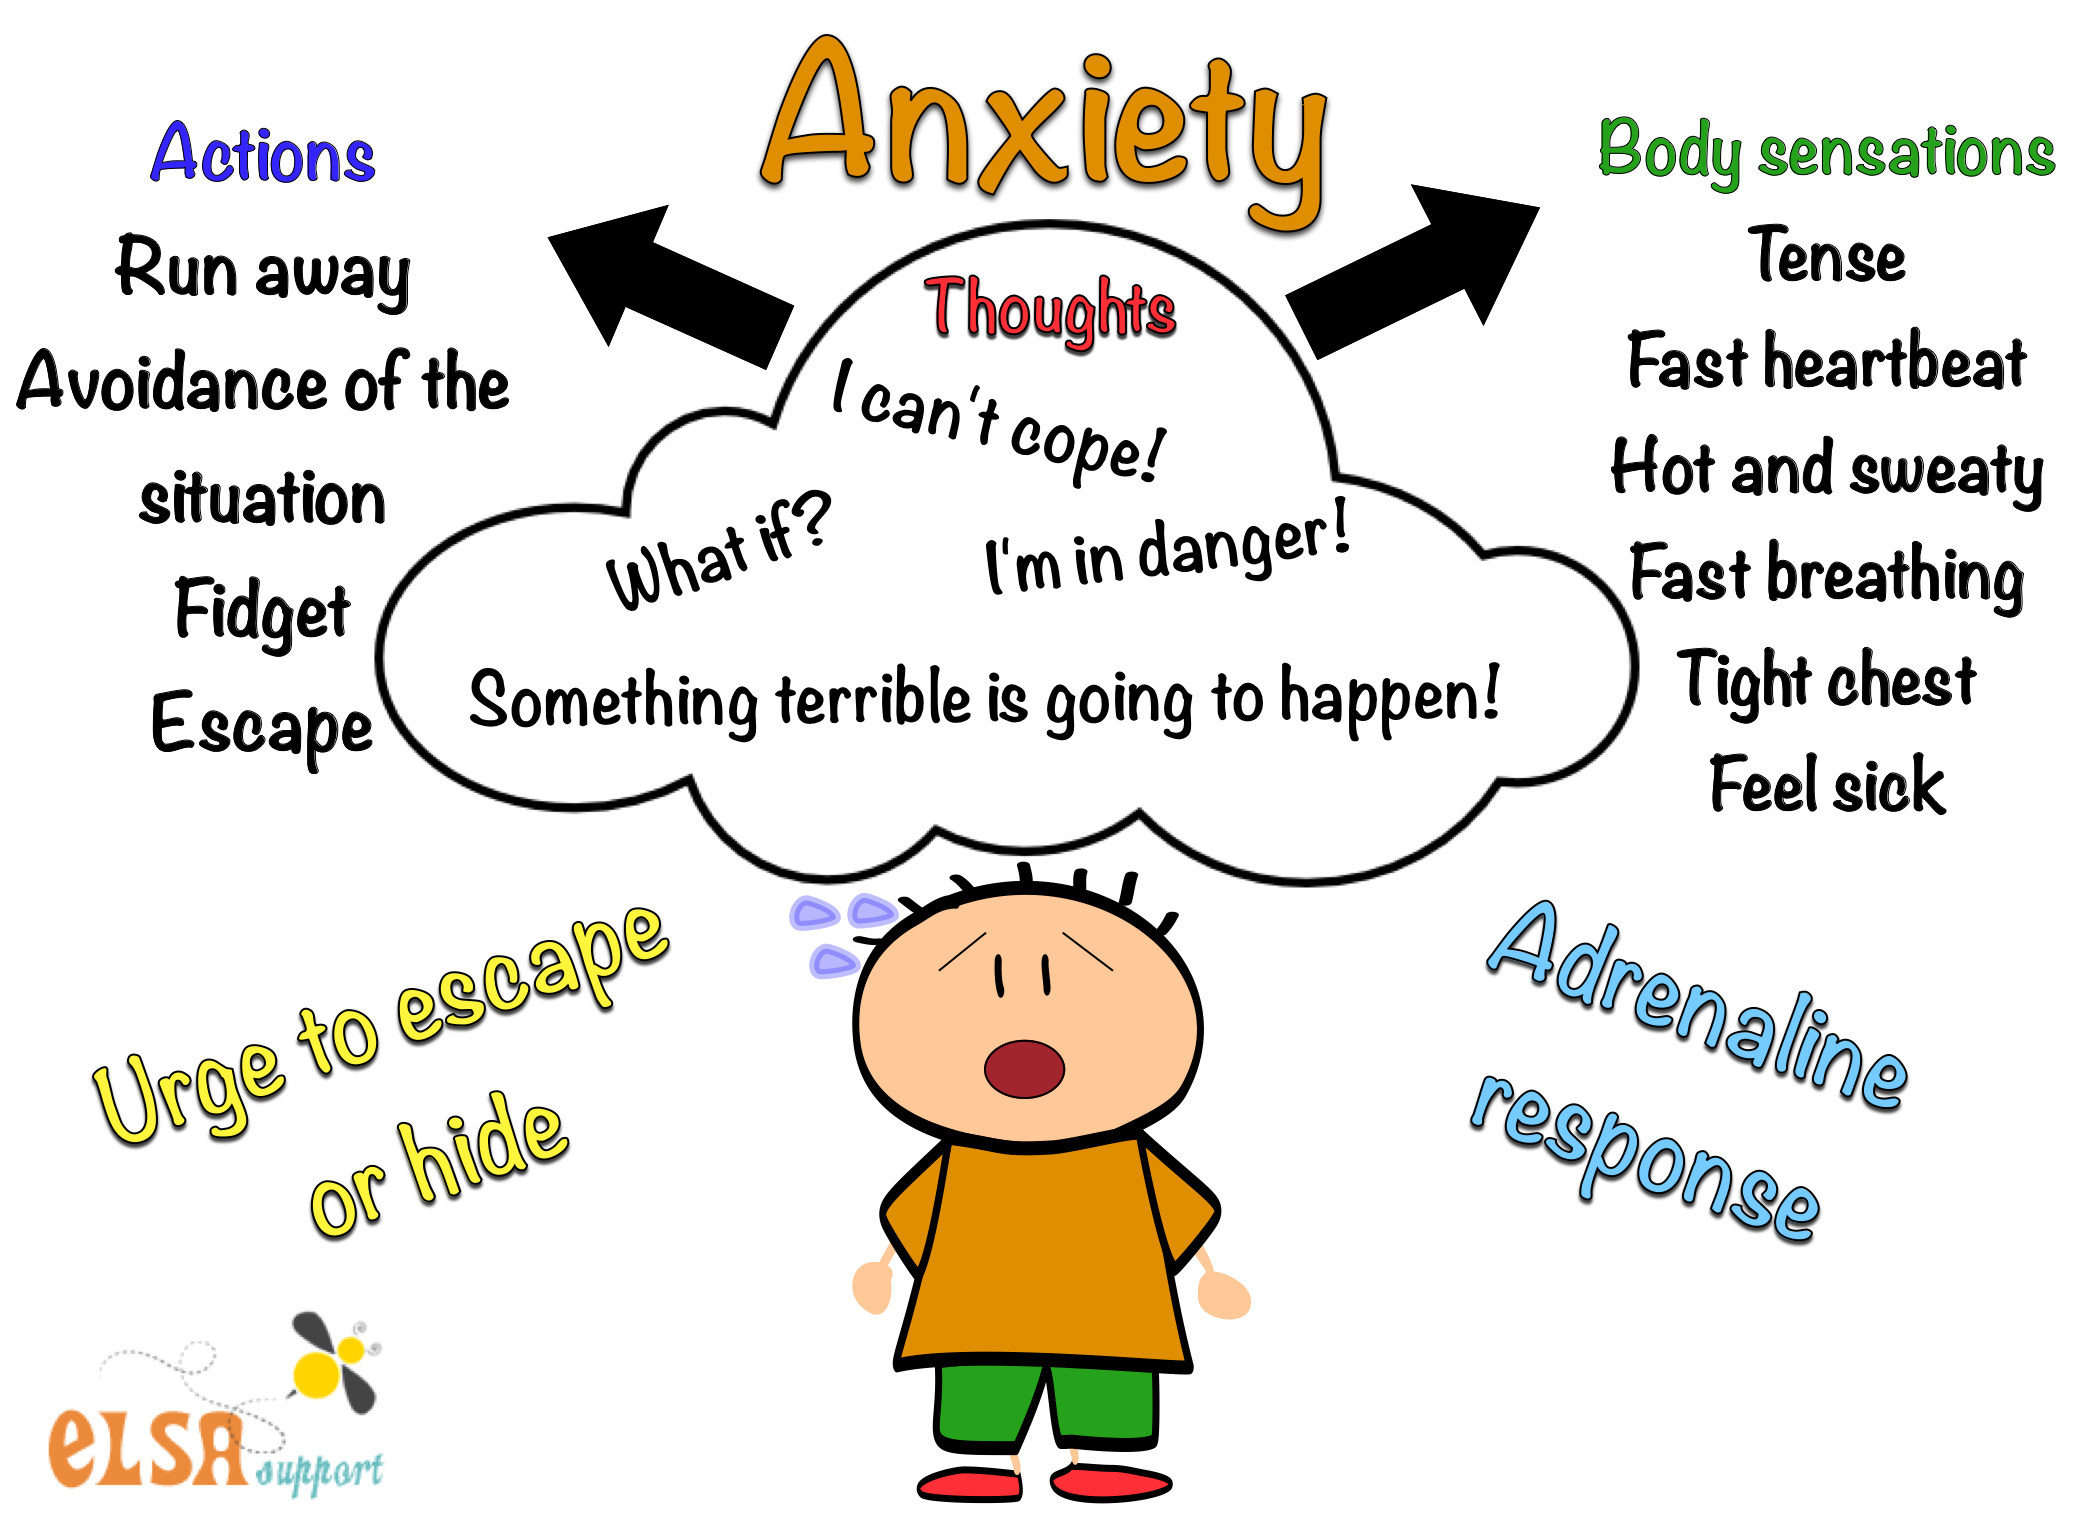 Anxiety
Actions
Run away
Avoidance of the
situation
Fidget
Escape
Thoughts
I can't cope!
What if?
I'm in danger!
Something terrible is going to happen!
Body sensations
Tense
Fast heartbeat
Hot and sweaty
Fast breathing
Tight chest
Feel sick
Urge to escape
or hide
Adrenaline
response
eLSA support